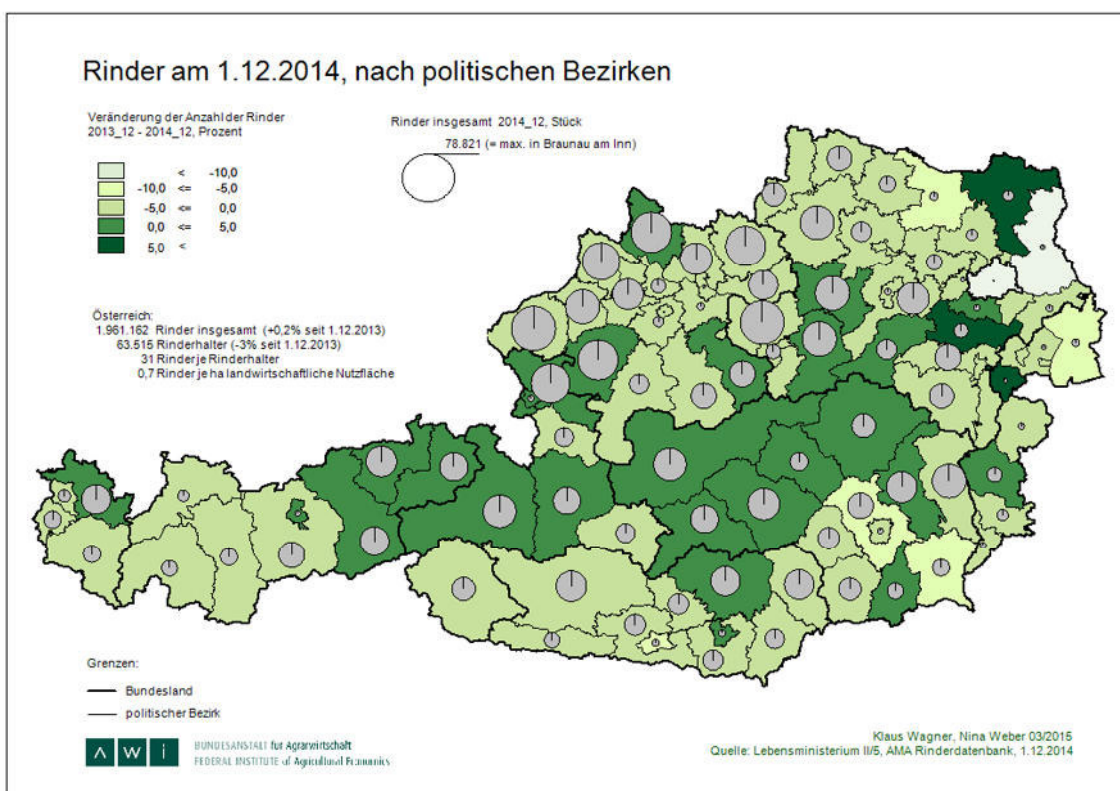 Rinder am 1.12.2014, nach politischen Bezirken
Veränderung der Anzahl der Rinder
2013_12 - 2014_12, Prozent
< -10,0
-10,0 <= -5,0
-5,0 <= 0,0
0,0 <= 5,0
5,0 <
Rinder insgesamt 2014_12, Stück
78.821 (= max. in Braunau am Inn)
Österreich:
1.961.162 Rinder insgesamt (+0,2% seit 1.12.2013)
63.515 Rinderhalter (-3% seit 1.12.2013)
31 Rinder je Rinderhalter
0,7 Rinder je ha landwirtschaftliche Nutzfläche
Grenzen:
Bundesland
politischer Bezirk
AWI
BUNDESANSTALT für Agrarwirtschaft
FEDERAL INSTITUTE of Agricultural Economics
Klaus Wagner, Nina Weber 03/2015
Quelle: Lebensministerium II/5, AMA Rinderdatenbank, 1.12.2014